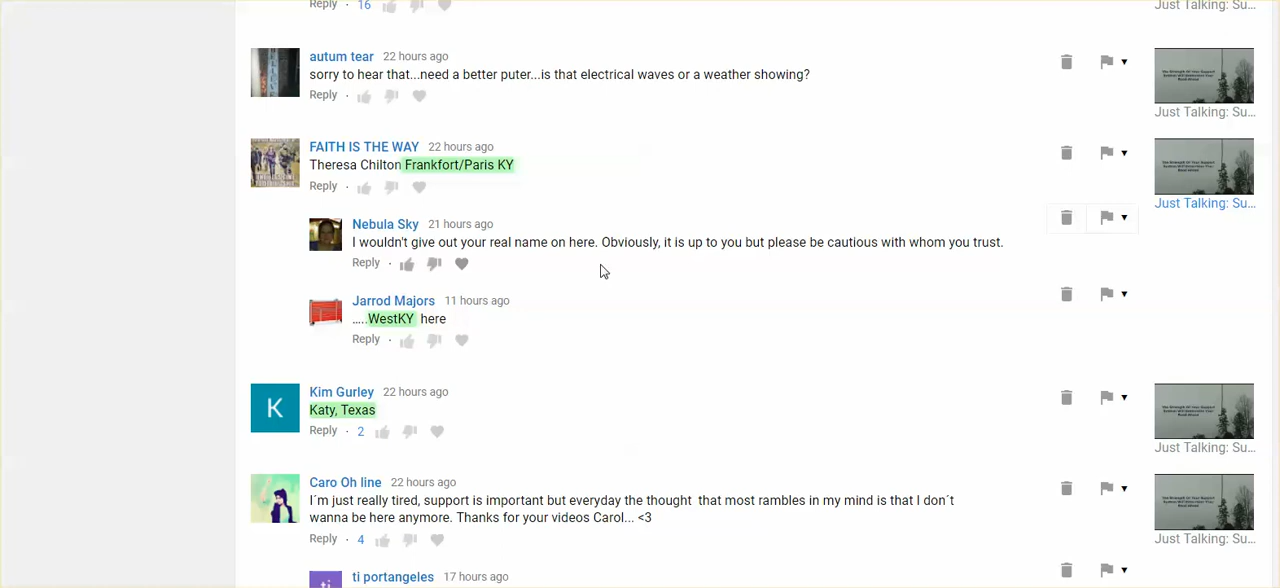 Reply · 16
Just Talking: Su...
autum tear 22 hours ago
sorry to hear that...need a better puter...is that electrical waves or a weather showing?
Reply ·
Just Talking: Su...
FAITH IS THE WAY 22 hours ago
Theresa Chilton Frankfort/Paris KY
Reply ·
Just Talking: Su...
Nebula Sky 21 hours ago
I wouldn't give out your real name on here. Obviously, it is up to you but please be cautious with whom you trust.
Reply ·
Jarrod Majors 11 hours ago
.....WestKY here
Reply ·
Kim Gurley 22 hours ago
K
Katy, Texas
Reply · 2
Just Talking: Su...
Caro Oh line 22 hours ago
I´m just really tired, support is important but everyday the thought that most rambles in my mind is that I don´t
wanna be here anymore. Thanks for your videos Carol... <3
Reply · 4
Just Talking: Su...
ti portangeles 17 hours ago
ti